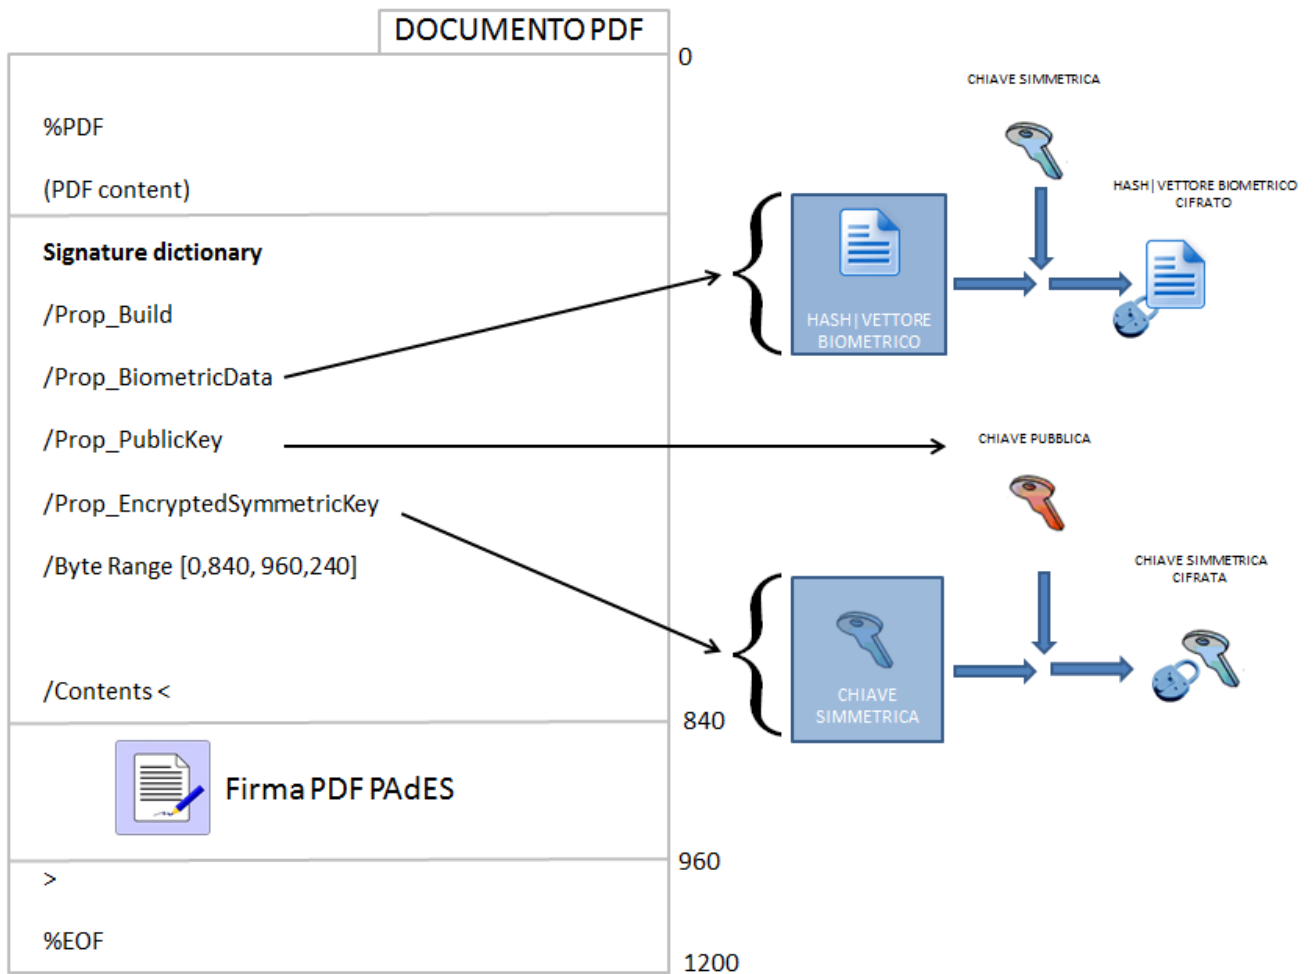 DOCUMENTO PDF
0
%PDF
(PDF content)
Signature dictionary
/Prop_Build
/Prop_BiometricData
/Prop_PublicKey
/Prop_EncryptedSymmetricKey
/Byte Range [0,840, 960,240]
/Contents <
840
Firma PDF PAdES
960
>
%EOF
1200
CHIAVE SIMMETRICA
HASH|VETTORE BIOMETRICO
CIFRATO
HASH|VETTORE
BIOMETRICO
CHIAVE PUBBLICA
CHIAVE SIMMETRICA
CIFRATA
CHIAVE
SIMMETRICA